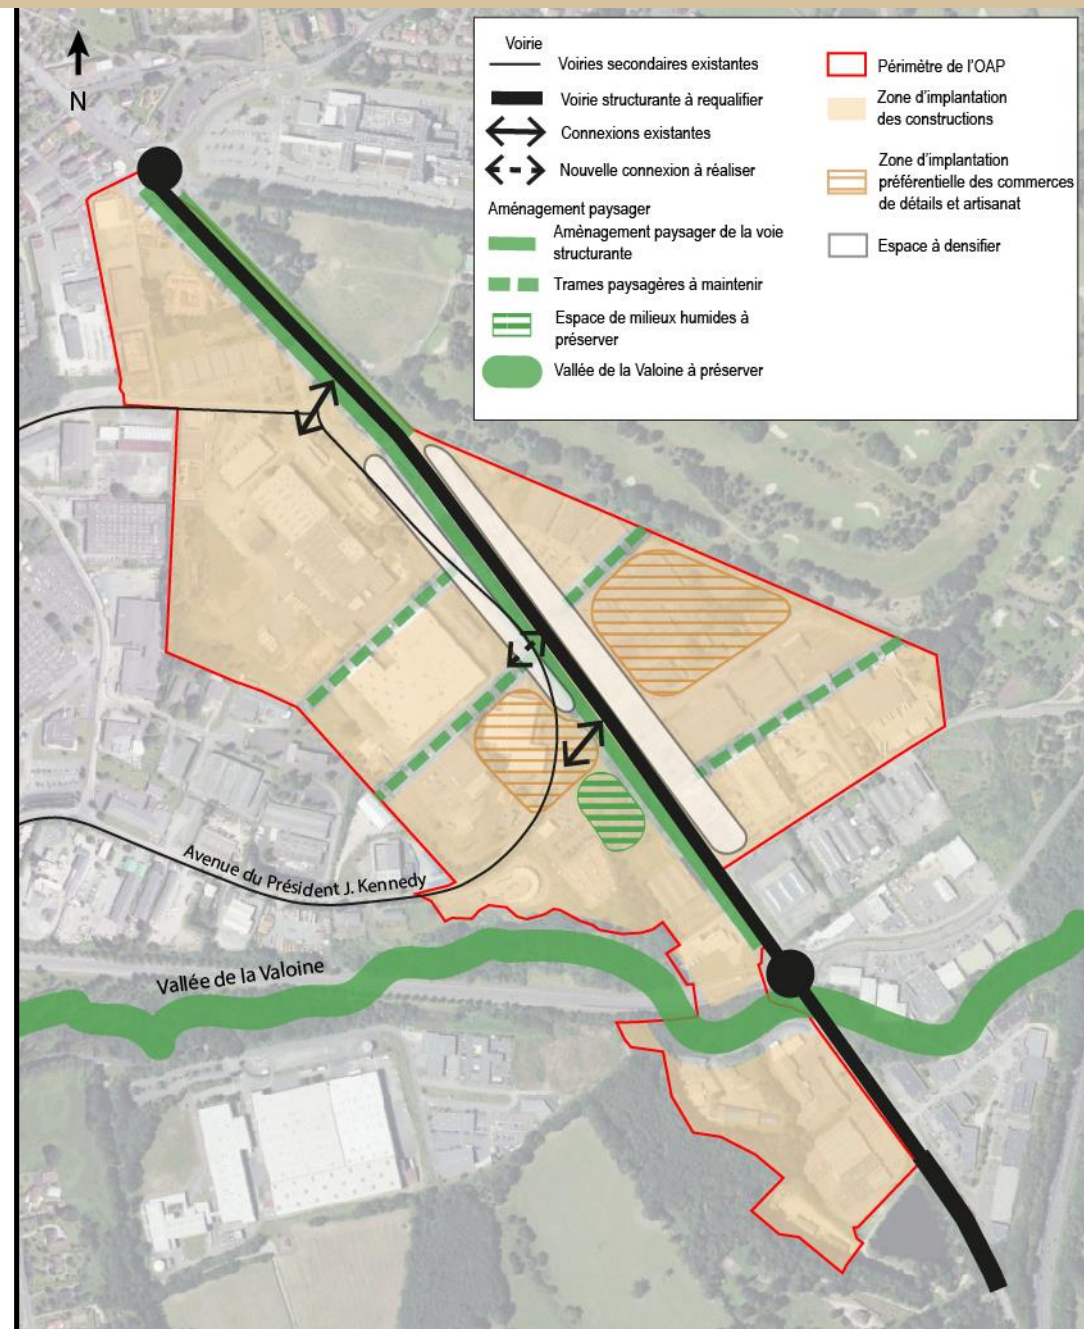 N
Voirie
Voiries secondaires existantes
Voirie structurante à requalifier
Connexions existantes
Nouvelle connexion à réaliser
Aménagement paysager
Aménagement paysager de la voie
structurante
Trames paysagères à maintenir
Espace de milieux humides à
préserver
Vallée de la Valoine à préserver
Périmètre de l'OAP
Zone d'implantation
des constructions
Zone d'implantation
préférentielle des commerces
de détails et artisanat
Espace à densifier
Avenue du Président J. Kennedy
Vallée de la Valoine